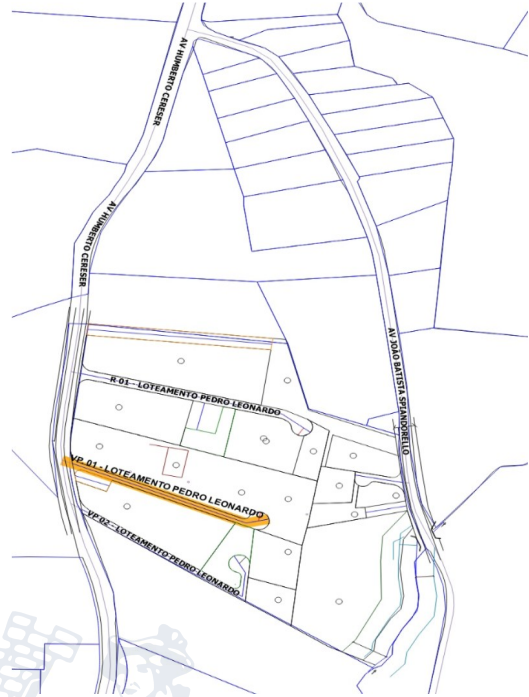 AV HUMBERTO CERESER
AV HUMBERTO CERESER
AV JOÃO BATISTA SPIANDORELLO
R 01 - LOTEAMENTO PEDRO LEONARDO
VP 01 - LOTEAMENTO PEDRO LEONARDO
VP 02 - LOTEAMENTO PEDRO LEONARDO